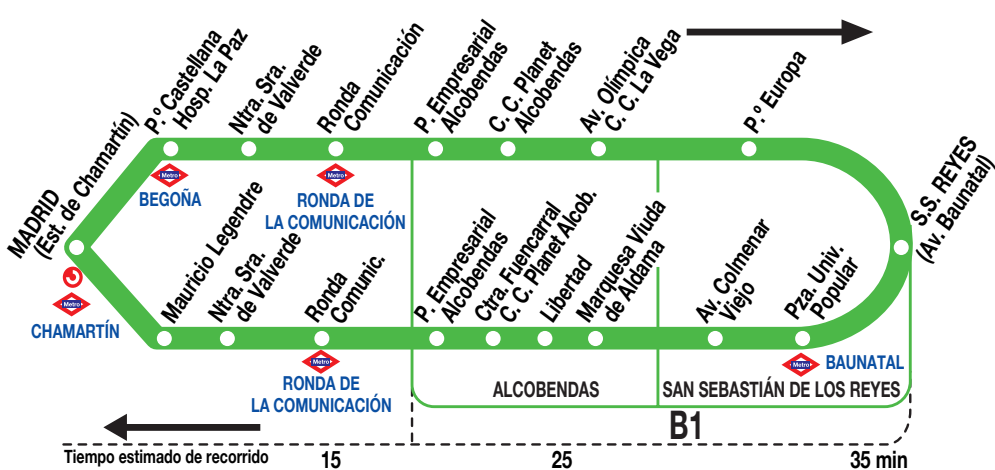 MADRID
(Est. de Chamartín)
P.º Castellana
Hosp. La Paz
Ntra. Sra.
de Valverde
Ronda
Comunicación
P. Empresarial
Alcobendas
C. C. Planet
Alcobendas
Av. Olímpica
C. C. La Vega
P.º Europa
S.S. REYES
(Av. Baunatal)
Metro
BEGOÑA
Metro
RONDA DE
LA COMUNICACIÓN
Metro
CHAMARTÍN
Mauricio Legendre
Ntra. Sra.
de Valverde
Ronda
Comunic.
P. Empresarial
Alcobendas
Ctra. Fuencarral
C. C. Planet Alcob.
Libertad
Marquesa Viuda
de Aldama
Av. Colmenar
Viejo
Pza. Univ.
Popular
Metro
RONDA DE
LA COMUNICACIÓN
Metro
BAUNATAL
ALCOBENDAS
SAN SEBASTIÁN DE LOS REYES
B1
Tiempo estimado de recorrido
15
25
35 min